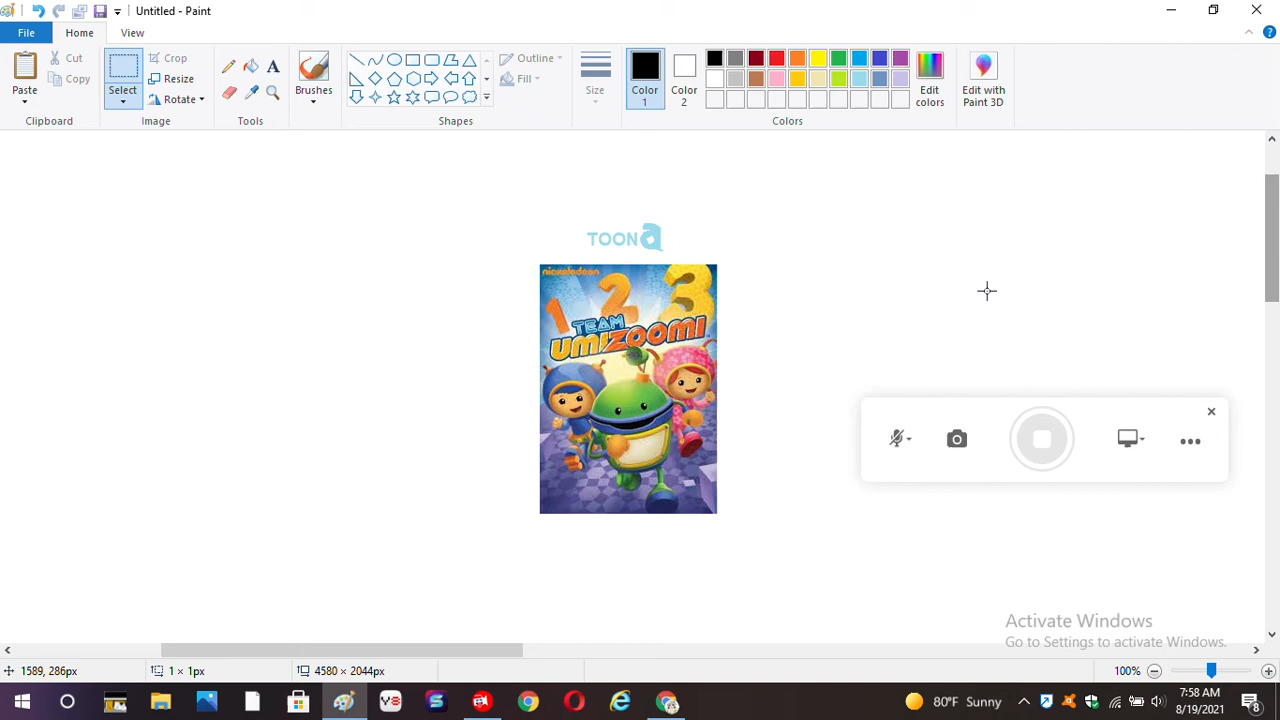 Untitled - Paint
File Home View
Paste
Cut
Copy
Clipboard
Select
Crop
Resize
Rotate
Image
Tools
Brushes
Shapes
Outline
Fill
Size
Color 1
Color 2
Colors
Edit colors
Edit with Paint 3D
TOON a
nickelodeon
1 2 3
TEAM
UMIZOOMI
Activate Windows
Go to Settings to activate Windows.
1589, 286px
1 × 1px
4580 × 2044px
100%
80°F Sunny
7:58 AM
8/19/2021
8